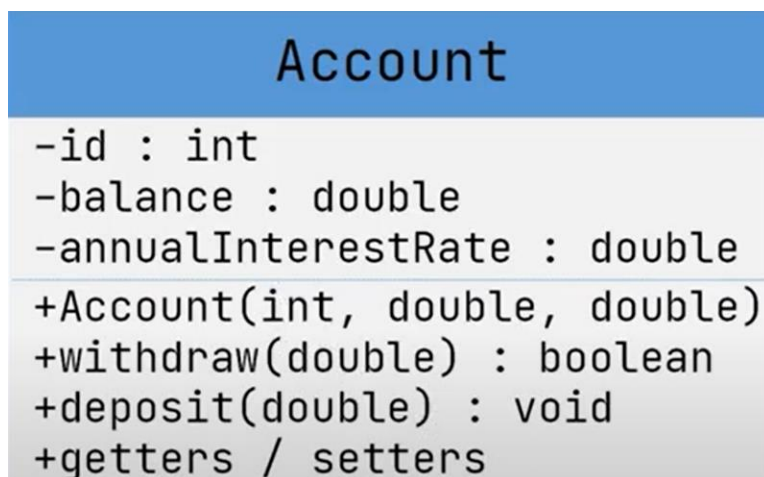 Account
-id : int
-balance : double
-annualInterestRate : double
+Account(int, double, double)
+withdraw(double) : boolean
+deposit(double) : void
+getters / setters